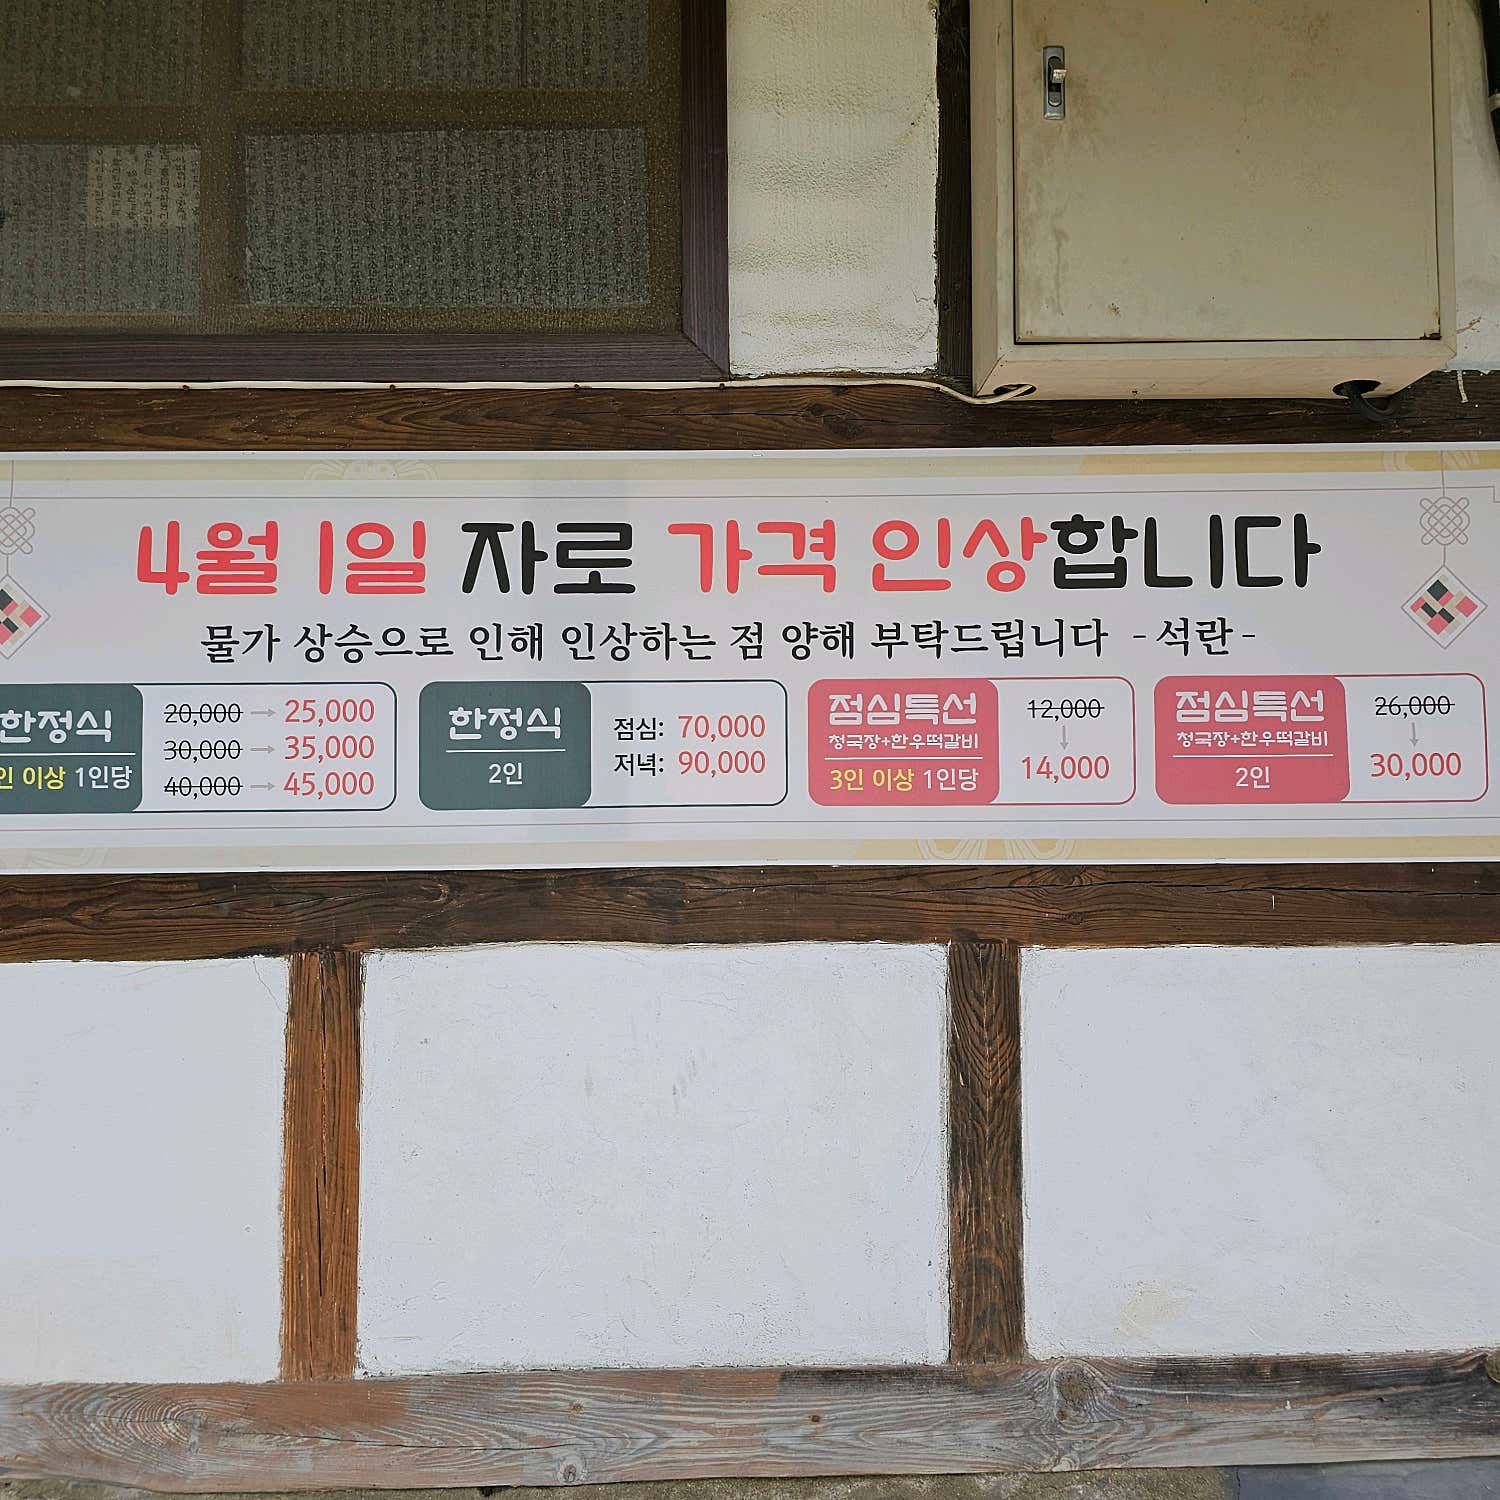 4월 1일 자로 가격 인상합니다
물가 상승으로 인해 인상하는 점 양해 부탁드립니다 - 석란 -
한정식
인 이상 1인당
20,000 → 25,000
30,000 → 35,000
40,000 → 45,000
한정식
2인
점심: 70,000
저녁: 90,000
점심특선
청국장+한우떡갈비
3인 이상 1인당
12,000
↓
14,000
점심특선
청국장+한우떡갈비
2인
26,000
↓
30,000